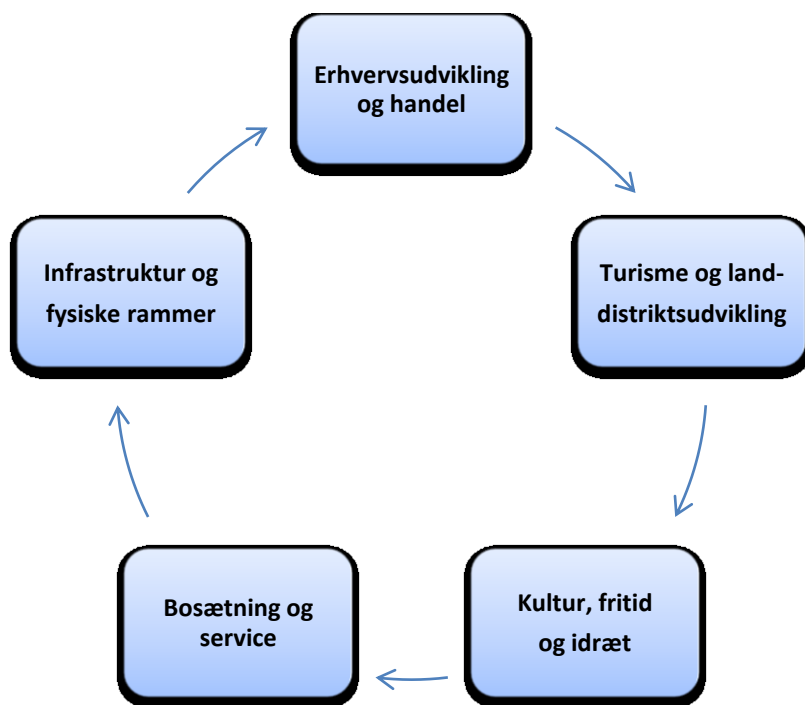 Erhvervsudvikling
og handel
Turisme og land-
distriktsudvikling
Kultur, fritid
og idræt
Bosætning og
service
Infrastruktur og
fysiske rammer